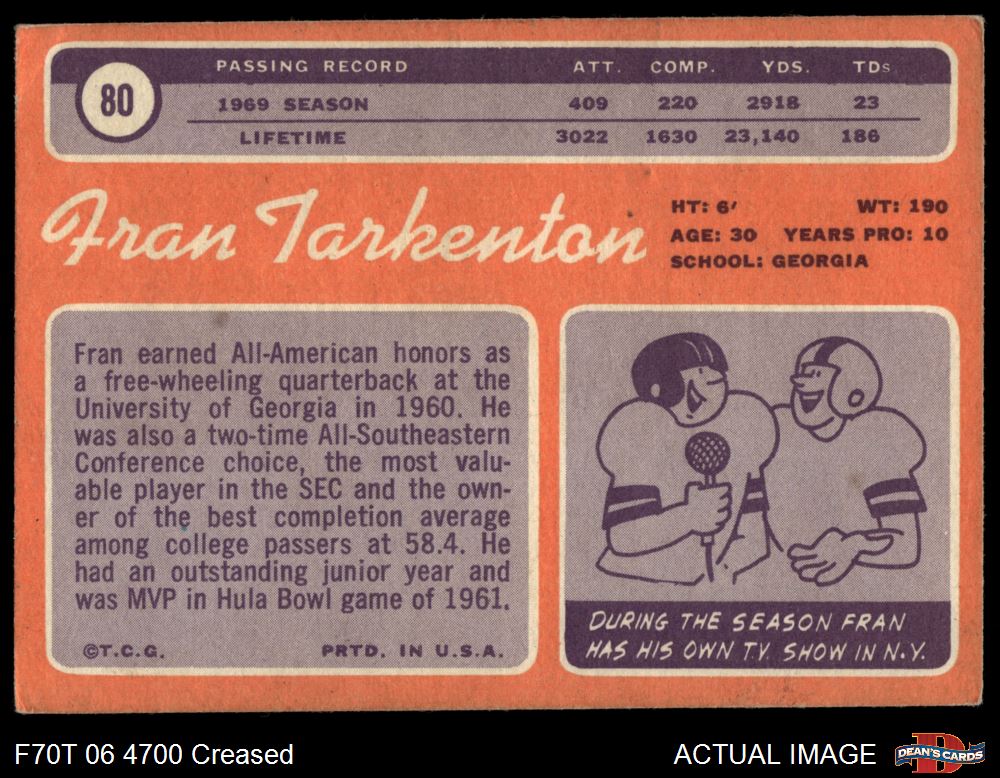 80
PASSING RECORD ATT. COMP. YDS. TDs
1969 SEASON 409 220 2918 23
LIFETIME 3022 1630 23,140 186
Fran Tarkenton
HT: 6′ WT: 190
AGE: 30 YEARS PRO: 10
SCHOOL: GEORGIA
Fran earned All-American honors as
a free-wheeling quarterback at the
University of Georgia in 1960. He
was also a two-time All-Southeastern
Conference choice, the most valu-
able player in the SEC and the own-
er of the best completion average
among college passers at 58.4. He
had an outstanding junior year and
was MVP in Hula Bowl game of 1961.
©T.C.G. PRTD. IN U.S.A.
DURING THE SEASON FRAN
HAS HIS OWN TV. SHOW IN N.Y.
F70T 06 4700 Creased
ACTUAL IMAGE
D
DEAN'S CARDS